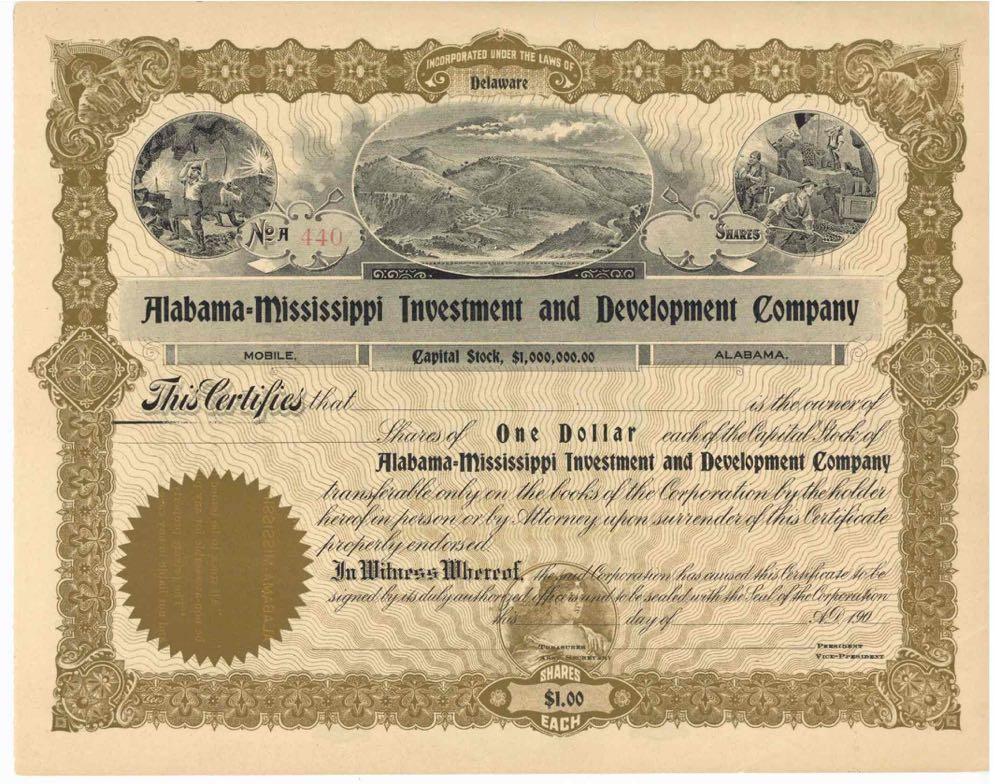 INCORPORATED UNDER THE LAWS OF
Delaware
No A 440
SHARES
Alabama-Mississippi Investment and Development Company
MOBILE, Capital Stock, $1,000,000.00 ALABAMA.
This Certifies that is the owner of
Shares of One Dollar each of the Capital Stock of
Alabama-Mississippi Investment and Development Company
transferable only on the books of the Corporation by the holder
hereof in person or by Attorney upon surrender of this Certificate
properly endorsed.
In Witness Whereof, the said Corporation has caused this Certificate to be
signed by its duly authorized officers and to be sealed with the Seal of the Corporation
this day of A.D. 190
TREASURER PRESIDENT
SECRETARY VICE-PRESIDENT
SHARES
$1.00
EACH